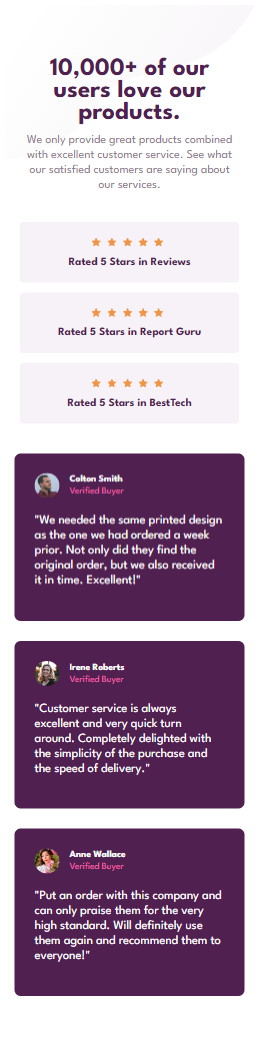 10,000+ of our
users love our
products.
We only provide great products combined
with excellent customer service. See what
our satisfied customers are saying about
our services.
Rated 5 Stars in Reviews
Rated 5 Stars in Report Guru
Rated 5 Stars in BestTech
Colton Smith
Verified Buyer
"We needed the same printed design
as the one we had ordered a week
prior. Not only did they find the
original order, but we also received
it in time. Excellent!"
Irene Roberts
Verified Buyer
"Customer service is always
excellent and very quick turn
around. Completely delighted with
the simplicity of the purchase and
the speed of delivery."
Anne Wallace
Verified Buyer
"Put an order with this company and
can only praise them for the very
high standard. Will definitely use
them again and recommend them to
everyone!"